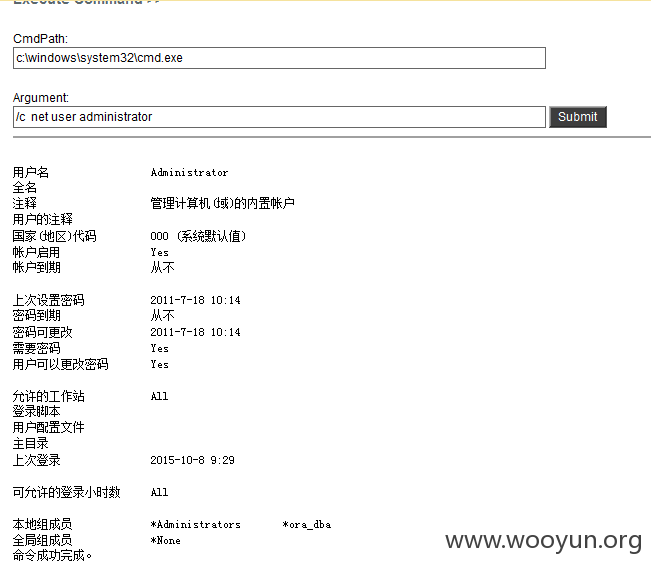 Execute Command >>
CmdPath:
c:\windows\system32\cmd.exe
Argument:
/c  net user administrator
Submit
用户名 Administrator
全名
注释 管理计算机(域)的内置帐户
用户的注释
国家(地区)代码 000 (系统默认值)
帐户启用 Yes
帐户到期 从不
上次设置密码 2011-7-18 10:14
密码到期 从不
密码可更改 2011-7-18 10:14
需要密码 Yes
用户可以更改密码 Yes
允许的工作站 All
登录脚本
用户配置文件
主目录
上次登录 2015-10-8 9:29
可允许的登录小时数 All
本地组成员 *Administrators *ora_dba
全局组成员 *None
命令成功完成。
www.wooyun.org